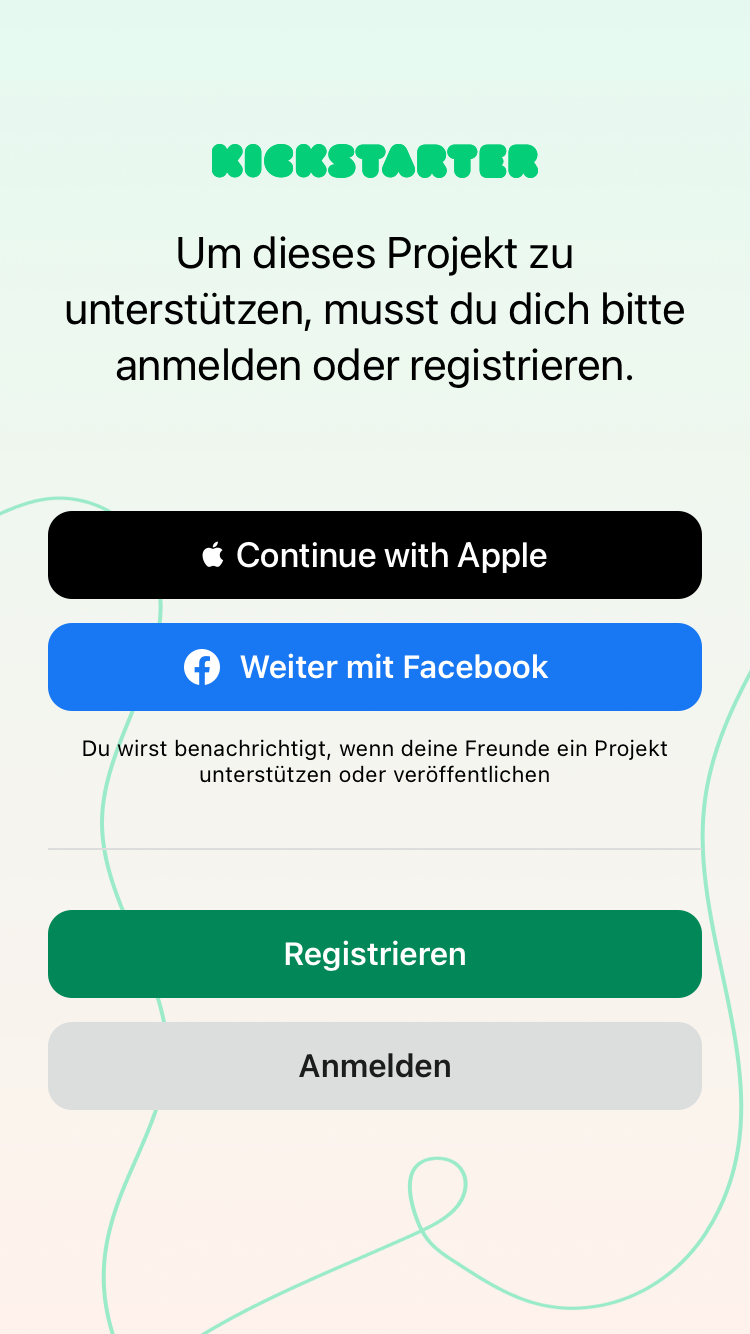 KICKSTARTER
Um dieses Projekt zu
unterstützen, musst du dich bitte
anmelden oder registrieren.
Continue with Apple
Weiter mit Facebook
Du wirst benachrichtigt, wenn deine Freunde ein Projekt
unterstützen oder veröffentlichen
Registrieren
Anmelden